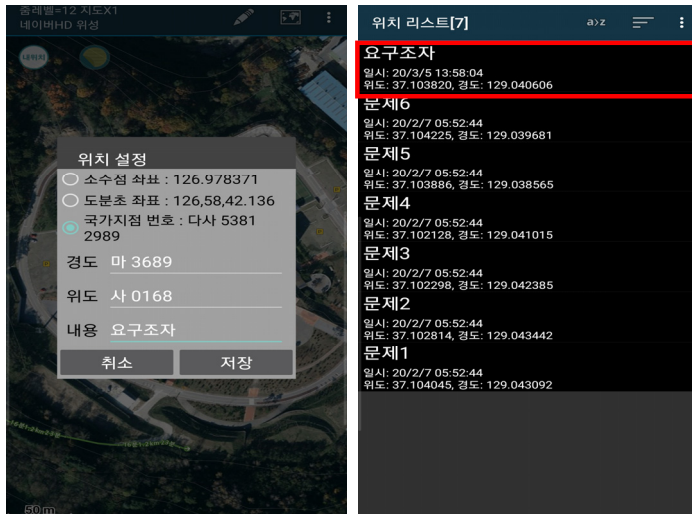 줌레벨=12 지도X1
네이버HD 위성
내위치
위치 설정
소수섬 좌표 : 126.978371
도분초 좌표 : 126,58,42.136
국가지점 번호 : 다사 5381
2989
경도 마 3689
위도 사 0168
내용 요구조자
취소 저장
50 m
위치 리스트[7]
a>z
요구조자
일시: 20/3/5 13:58:04
위도: 37.103820, 경도: 129.040606
문제6
일시: 20/2/7 05:52:44
위도: 37.104225, 경도: 129.039681
문제5
일시: 20/2/7 05:52:44
위도: 37.103886, 경도: 129.038565
문제4
일시: 20/2/7 05:52:44
위도: 37.102128, 경도: 129.041015
문제3
일시: 20/2/7 05:52:44
위도: 37.102298, 경도: 129.042385
문제2
일시: 20/2/7 05:52:44
위도: 37.102814, 경도: 129.043442
문제1
일시: 20/2/7 05:52:44
위도: 37.104045, 경도: 129.043092